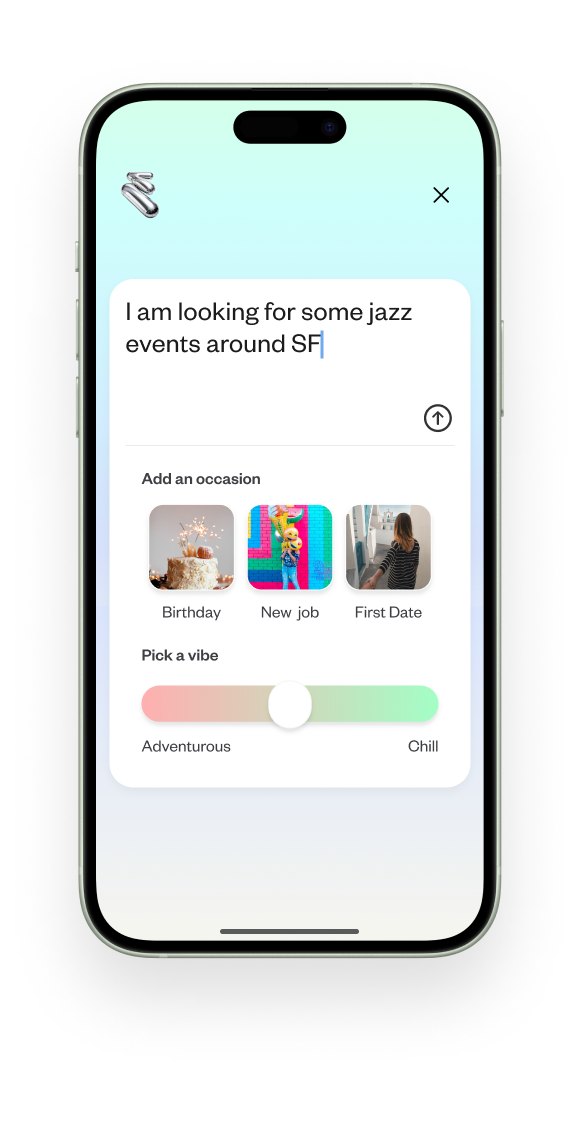 I am looking for some jazz
events around SF
Add an occasion
Birthday
New job
First Date
Pick a vibe
Adventurous
Chill